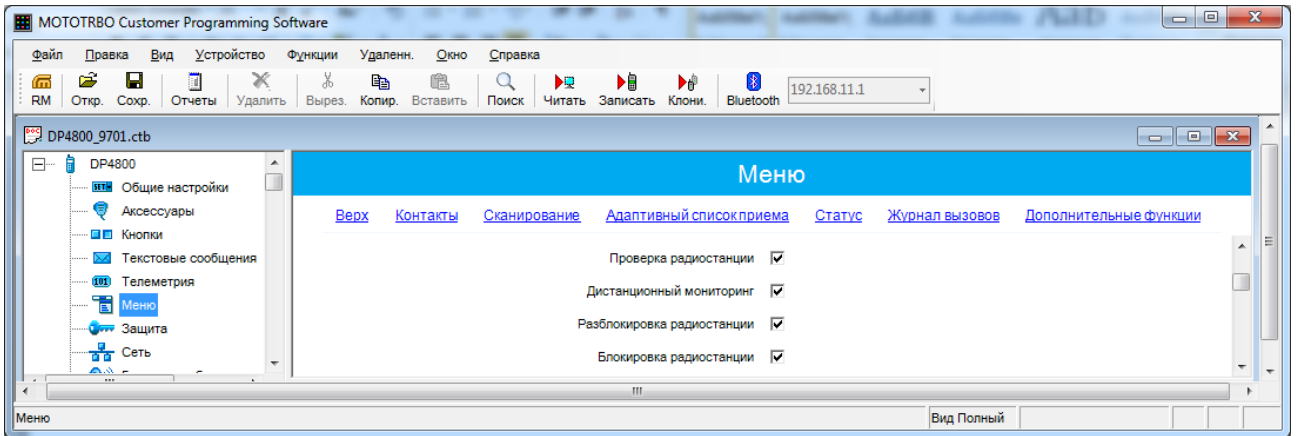 MOTOTRBO Customer Programming Software
Файл Правка Вид Устройство Функции Удаленн. Окно Справка
RM Откр. Сохр. Отчеты Удалить Вырез. Копир. Вставить Поиск Читать Записать Клони. Bluetooth 192.168.11.1
DP4800_9701.ctb
DP4800
SET Общие настройки
Аксессуары
Кнопки
Текстовые сообщения
101 Телеметрия
Меню
Защита
Сеть
Меню
Верх Контакты Сканирование Адаптивный список приема Статус Журнал вызовов Дополнительные функции
Проверка радиостанции
Дистанционный мониторинг
Разблокировка радиостанции
Блокировка радиостанции
Меню Вид Полный